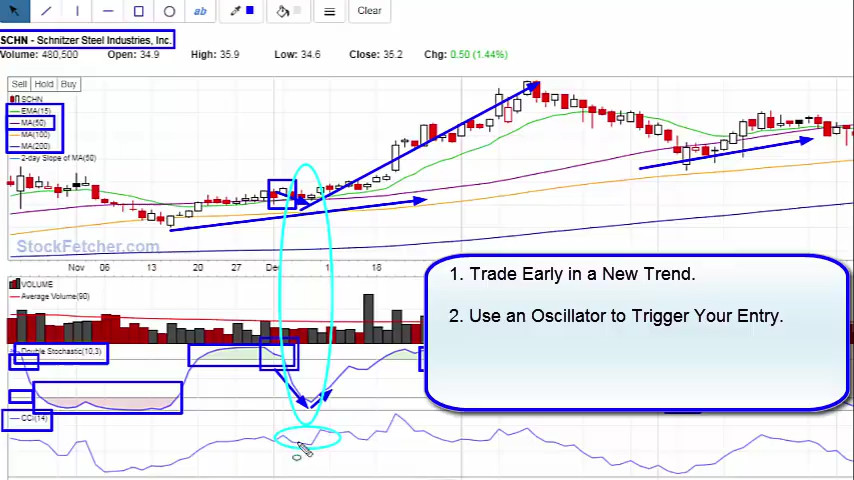 ab Clear
SCHN - Schnitzer Steel Industries, Inc.
Volume: 480,500 Open: 34.9 High: 35.9 Low: 34.6 Close: 35.2 Chg: 0.50 (1.44%)
Sell Hold Buy
SCHN
EMA(15)
MA(50)
MA(100)
MA(200)
2-day Slope of MA(50)
StockFetcher.com
Nov 06 13 20 27 Dec 11 18
1. Trade Early in a New Trend.
2. Use an Oscillator to Trigger Your Entry.
VOLUME
Average Volume(90)
Double Stochastic(10,3)
CCI(14)